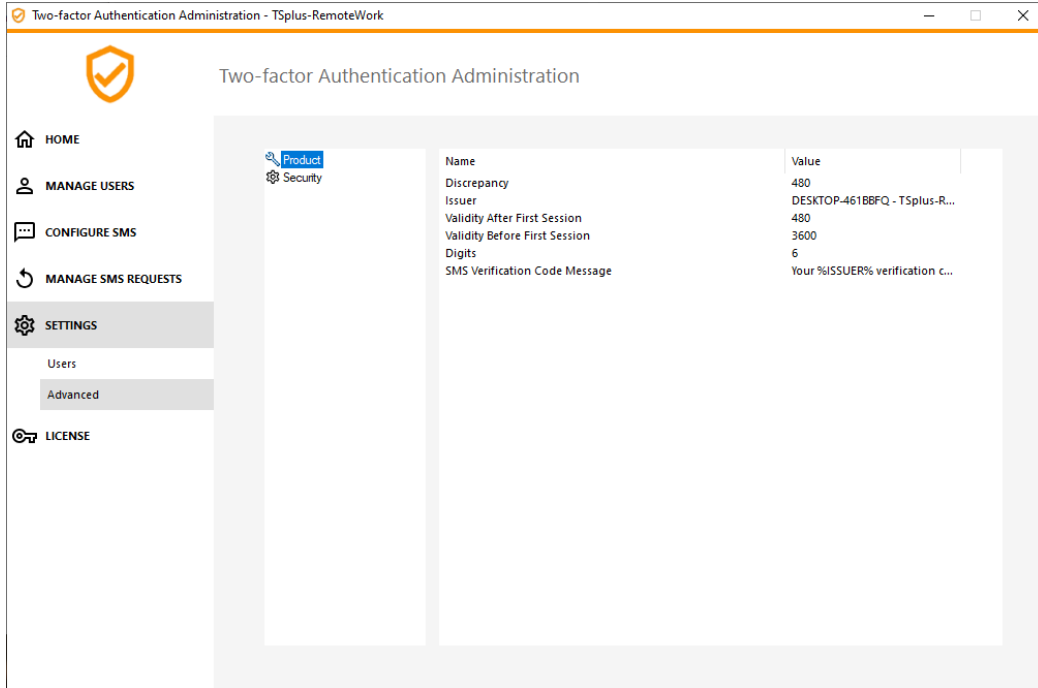 Two-factor Authentication Administration - TSplus-RemoteWork
Two-factor Authentication Administration
HOME
MANAGE USERS
CONFIGURE SMS
MANAGE SMS REQUESTS
SETTINGS
Users
Advanced
LICENSE
Product
Security
Name Value
Discrepancy 480
Issuer DESKTOP-461BBFQ - TSplus-R...
Validity After First Session 480
Validity Before First Session 3600
Digits 6
SMS Verification Code Message Your %ISSUER% verification c...